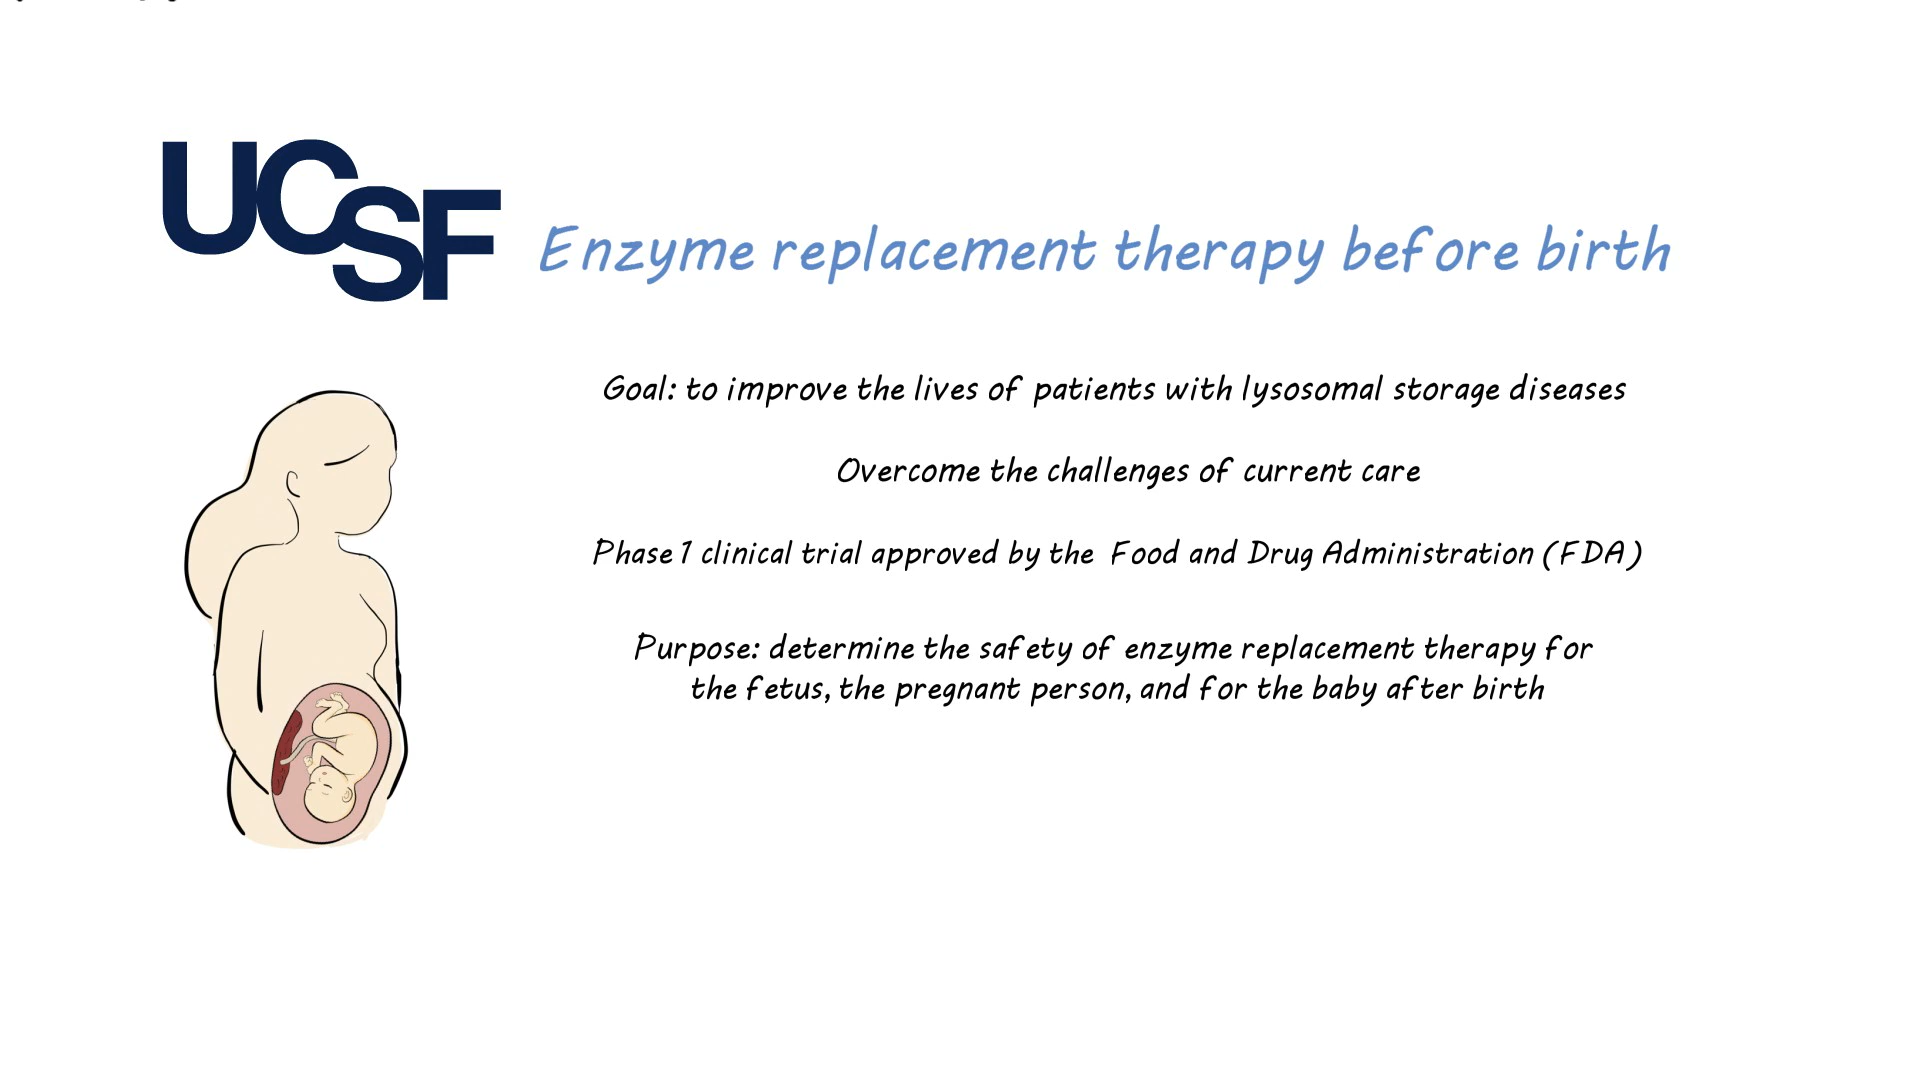 UCSF
Enzyme replacement therapy before birth
Goal: to improve the lives of patients with lysosomal storage diseases
Overcome the challenges of current care
Phase 1 clinical trial approved by the Food and Drug Administration (FDA)
Purpose: determine the safety of enzyme replacement therapy for
the fetus, the pregnant person, and for the baby after birth